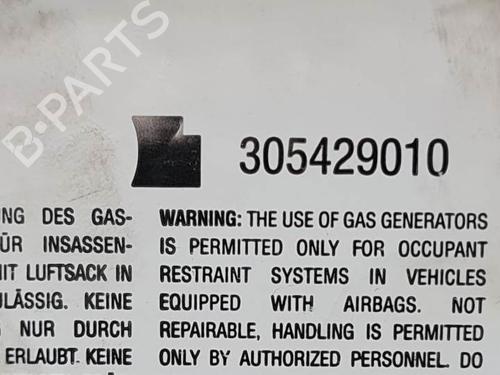 B-PARTS
305429010
NG DES GAS-
ÜR INSASSEN-
MIT LUFTSACK IN
ULÄSSIG. KEINE
NUR DURCH
ERLAUBT. KEINE
WARNING: THE USE OF GAS GENERATORS
IS PERMITTED ONLY FOR OCCUPANT
RESTRAINT SYSTEMS IN VEHICLES
EQUIPPED WITH AIRBAGS. NOT
REPAIRABLE, HANDLING IS PERMITTED
ONLY BY AUTHORIZED PERSONNEL. DO